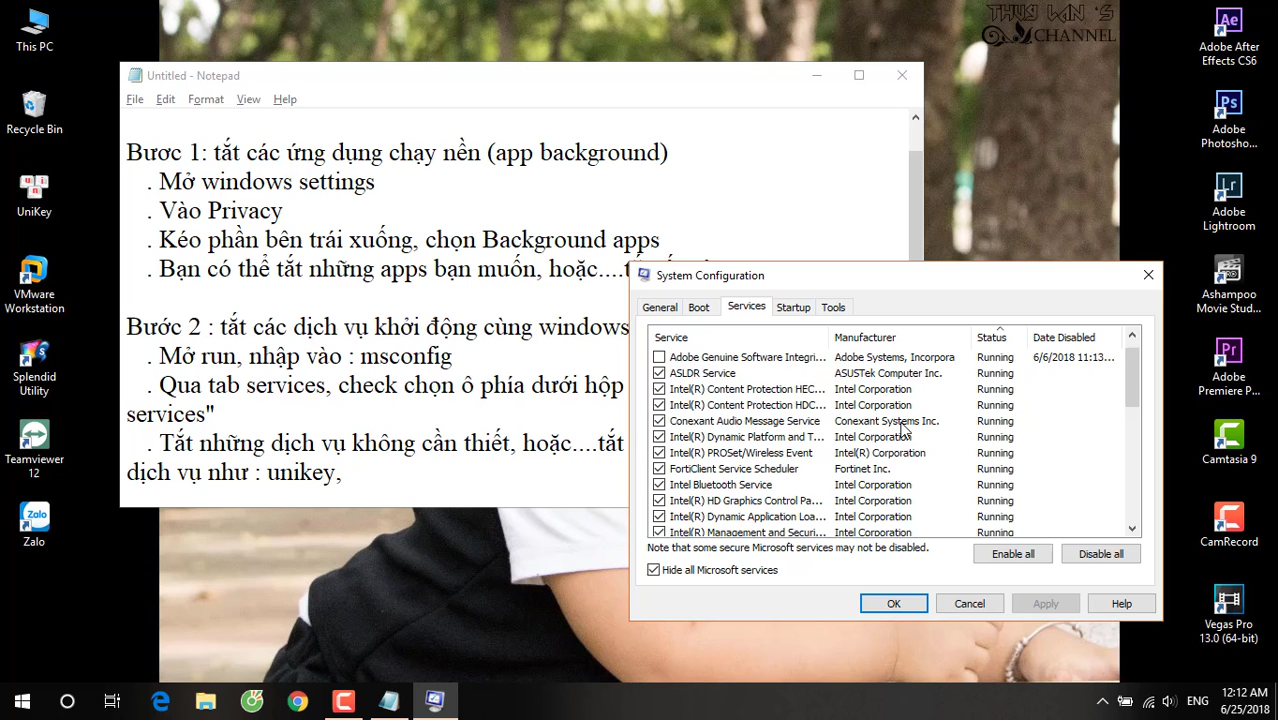 This PC
Recycle Bin
UniKey
VMware
Workstation
Splendid
Utility
Teamviewer
12
Zalo
THUY LAN 'S
CHANNEL
Adobe After
Effects CS6
Adobe
Photosho...
Adobe
Lightroom
Ashampoo
Movie Stud...
Adobe
Premiere P...
Camtasia 9
CamRecord
Vegas Pro
13.0 (64-bit)
Untitled - Notepad
File Edit Format View Help
Bươc 1: tắt các ứng dụng chạy nền (app background)
. Mở windows settings
. Vào Privacy
. Kéo phần bên trái xuống, chọn Background apps
. Bạn có thể tắt những apps bạn muốn, hoặc....
Bước 2 : tắt các dịch vụ khởi động cùng windows
. Mở run, nhập vào : msconfig
. Qua tab services, check chọn ô phía dưới hộp
services"
. Tắt những dịch vụ không cần thiết, hoặc....tắt
dịch vụ như : unikey,
System Configuration
General Boot Services Startup Tools
Service Manufacturer Status Date Disabled
Adobe Genuine Software Integri... Adobe Systems, Incorpora Running 6/6/2018 11:13...
ASLDR Service ASUSTek Computer Inc. Running
Intel(R) Content Protection HEC... Intel Corporation Running
Intel(R) Content Protection HDC... Intel Corporation Running
Conexant Audio Message Service Conexant Systems Inc. Running
Intel(R) Dynamic Platform and T... Intel Corporation Running
Intel(R) PROSet/Wireless Event Intel(R) Corporation Running
FortiClient Service Scheduler Fortinet Inc. Running
Intel Bluetooth Service Intel Corporation Running
Intel(R) HD Graphics Control Pa... Intel Corporation Running
Intel(R) Dynamic Application Loa... Intel Corporation Running
Intel(R) Management and Securi... Intel Corporation Running
Note that some secure Microsoft services may not be disabled.
Enable all Disable all
Hide all Microsoft services
OK Cancel Apply Help
ENG
12:12 AM
6/25/2018